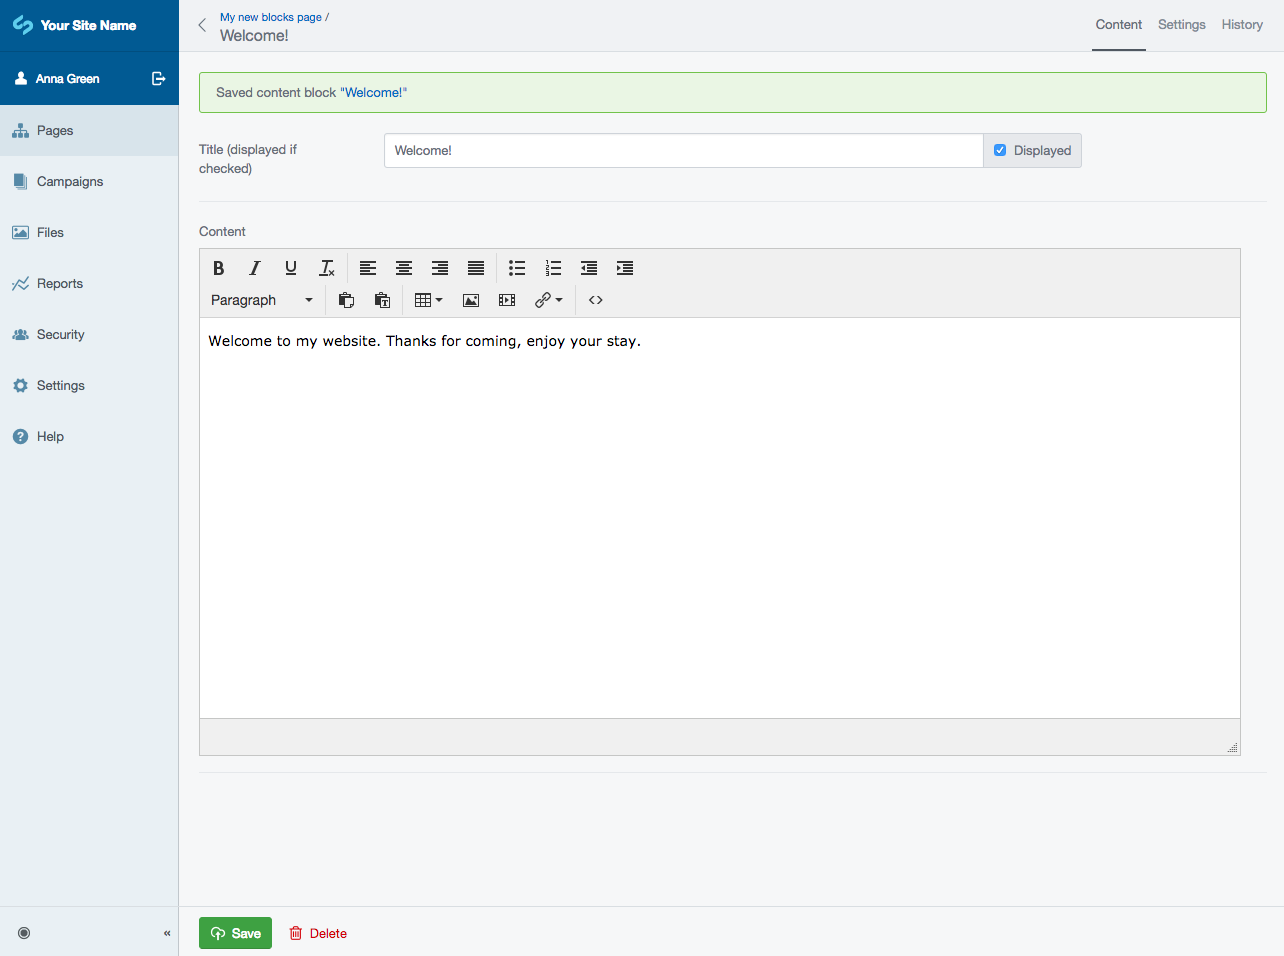 Your Site Name
Anna Green
Pages
Campaigns
Files
Reports
Security
Settings
Help
«
My new blocks page /
Welcome!
Content Settings History
Saved content block "Welcome!"
Title (displayed if
checked)
Welcome!
Displayed
Content
B I U Tx
Paragraph
Welcome to my website. Thanks for coming, enjoy your stay.
Save Delete